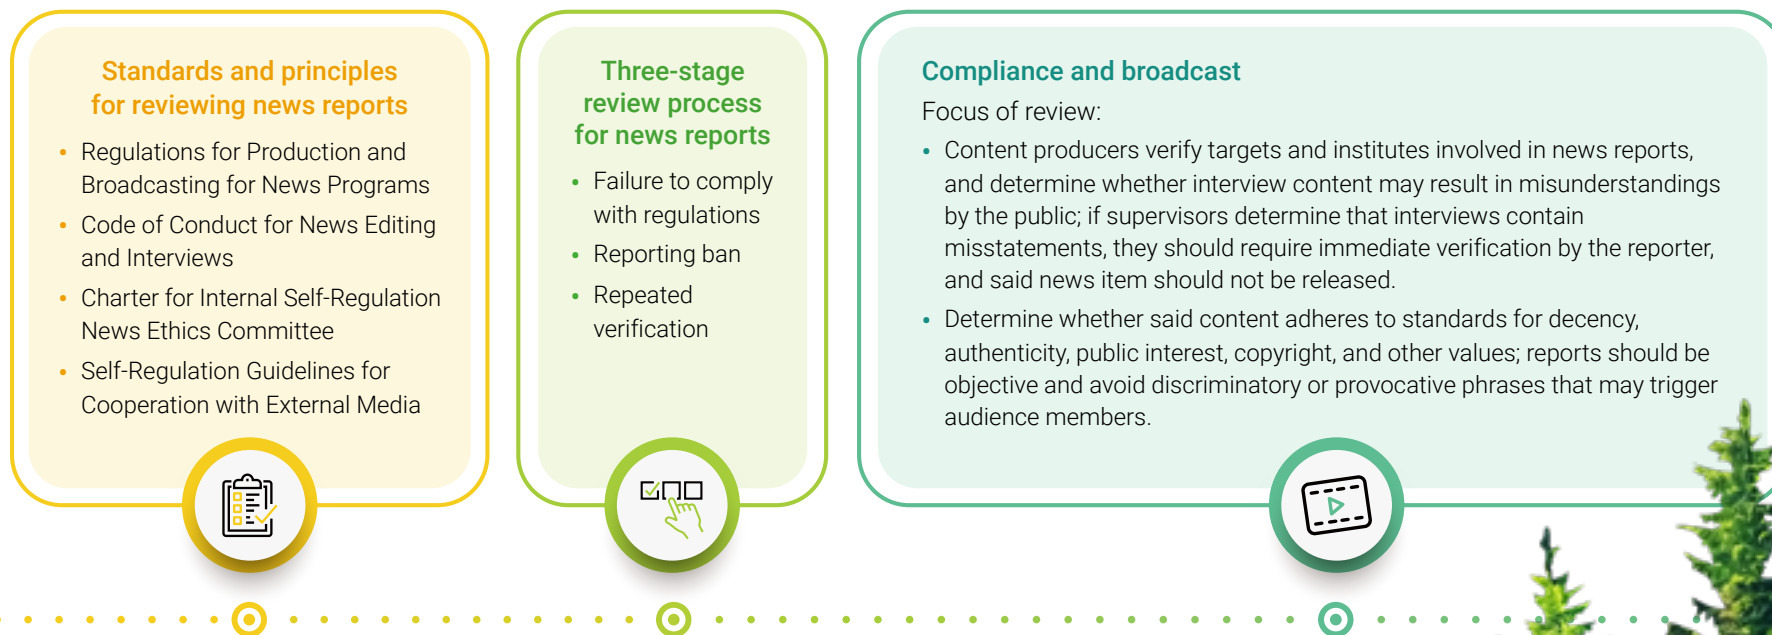 Standards and principles
for reviewing news reports
• Regulations for Production and
Broadcasting for News Programs
• Code of Conduct for News Editing
and Interviews
• Charter for Internal Self-Regulation
News Ethics Committee
• Self-Regulation Guidelines for
Cooperation with External Media
Three-stage
review process
for news reports
• Failure to comply
with regulations
• Reporting ban
• Repeated
verification
Compliance and broadcast
Focus of review:
• Content producers verify targets and institutes involved in news reports,
and determine whether interview content may result in misunderstandings
by the public; if supervisors determine that interviews contain
misstatements, they should require immediate verification by the reporter,
and said news item should not be released.
• Determine whether said content adheres to standards for decency,
authenticity, public interest, copyright, and other values; reports should be
objective and avoid discriminatory or provocative phrases that may trigger
audience members.